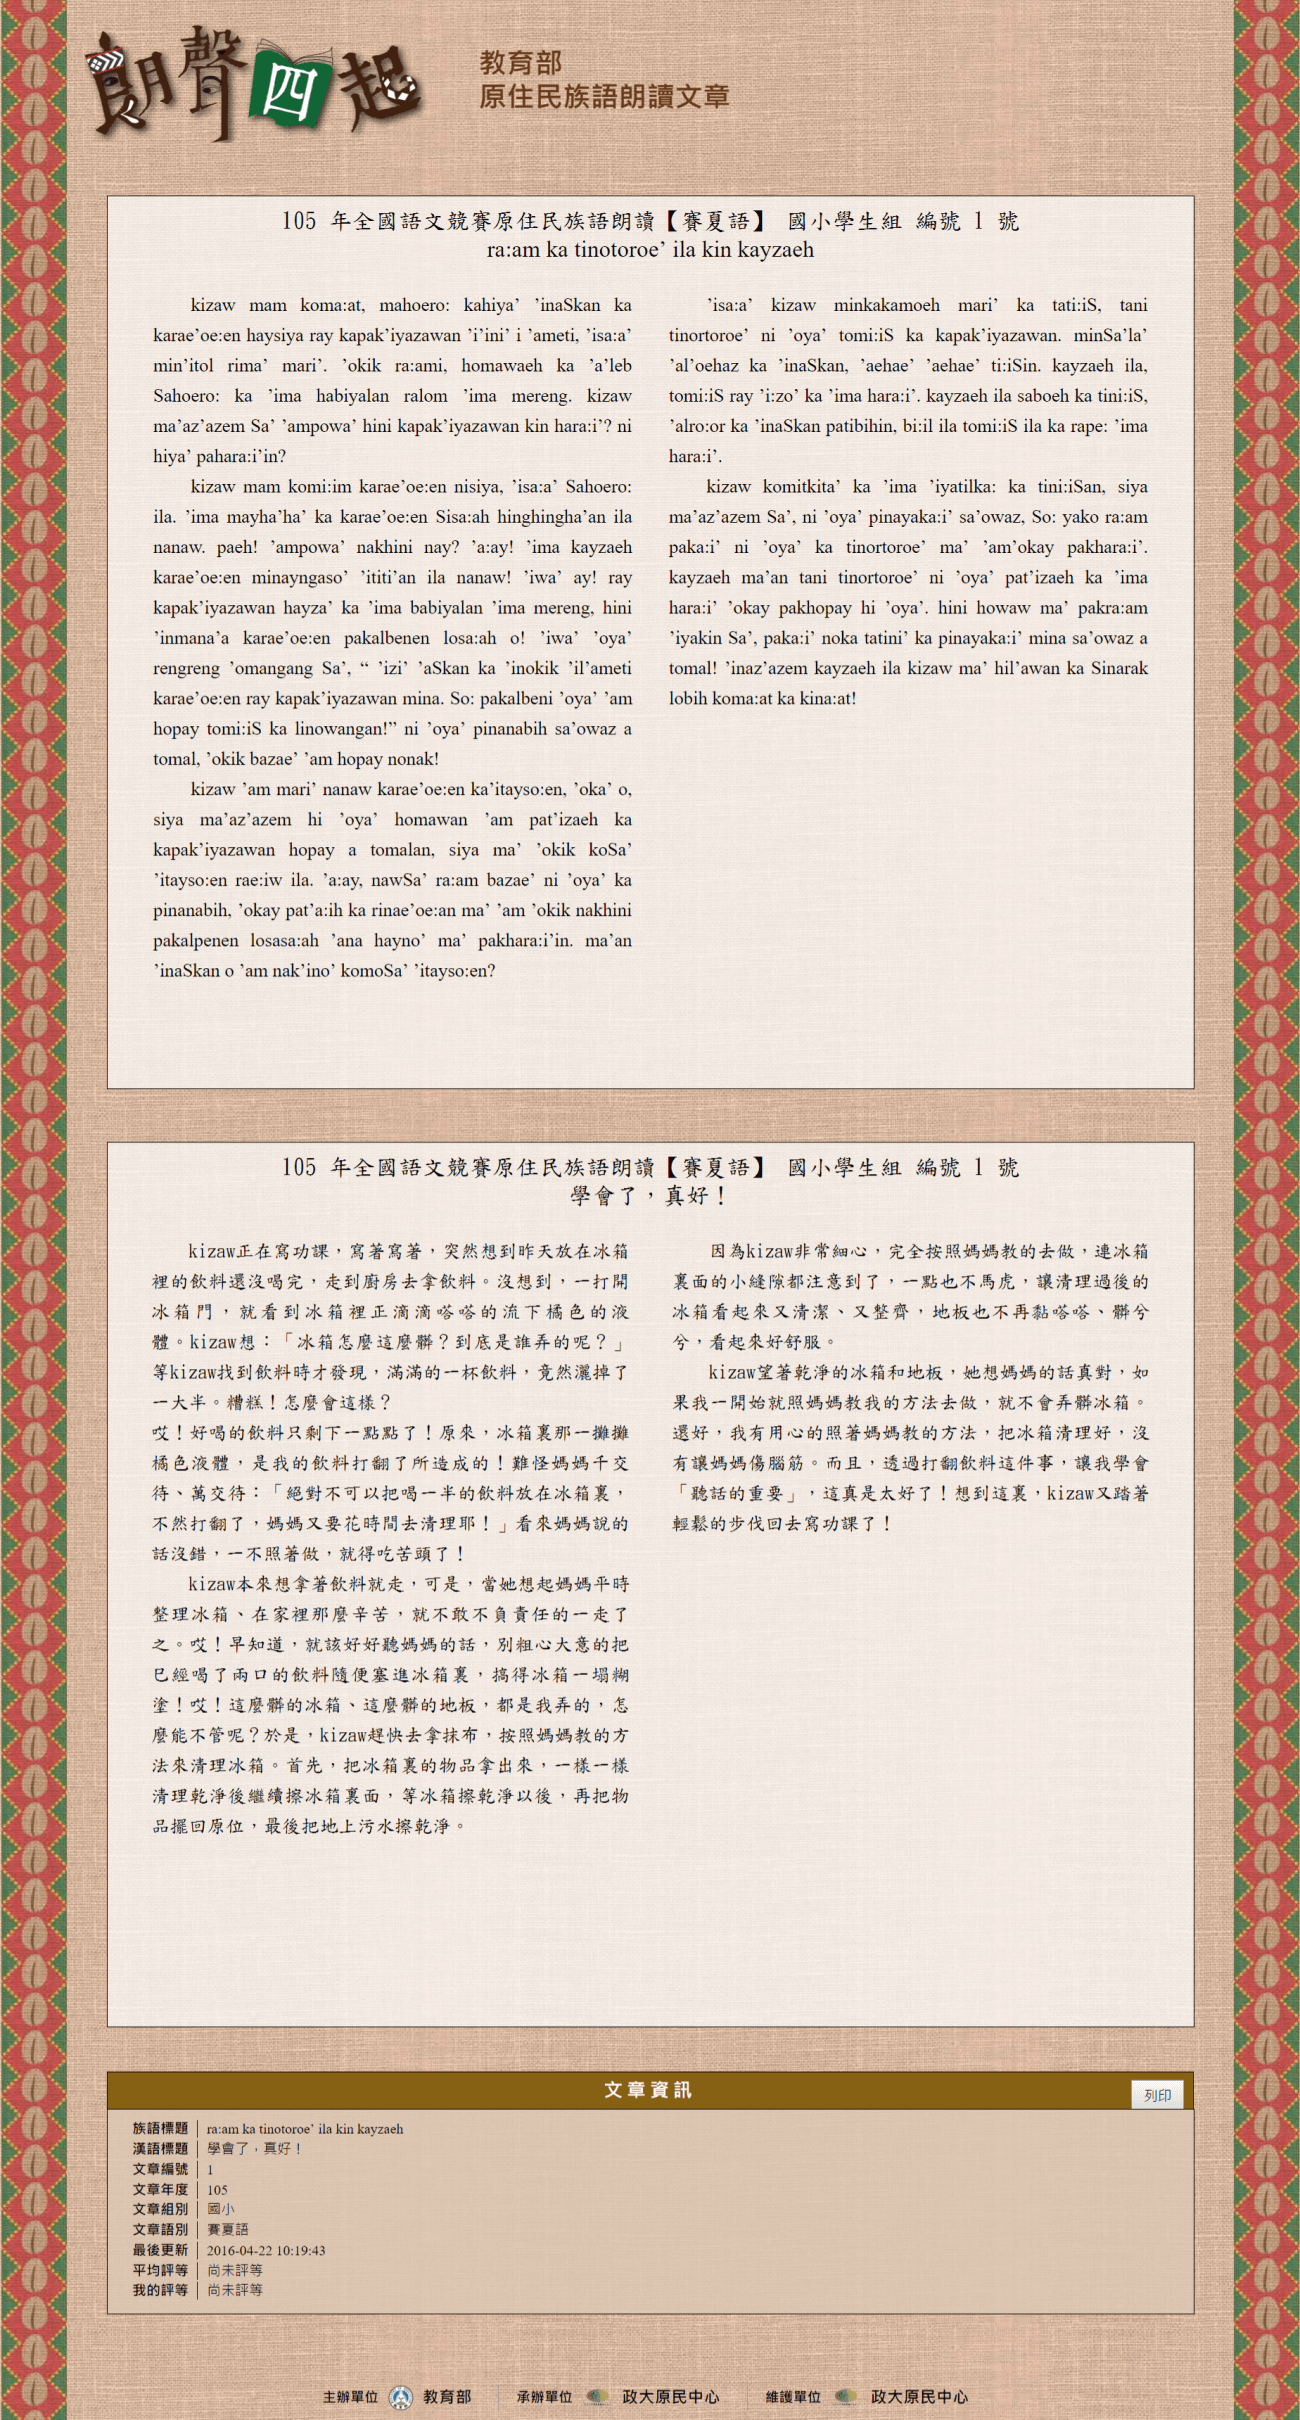 朗聲四起
教育部
原住民族語朗讀文章
105 年全國語文競賽原住民族語朗讀【賽夏語】 國小學生組 編號 1 號
ra:am ka tinotoroe’ ila kin kayzaeh
kizaw mam koma:at, mahoero: kahiya’ ’inaSkan ka
karae’oe:en haysiya ray kapak’iyazawan ’i’ini’ i ’ameti, ’isa:a’
min’itol rima’ mari’. ’okik ra:ami, homawaeh ka ’a’leb
Sahoero: ka ’ima habiyalan ralom ’ima mereng. kizaw
ma’az’azem Sa’ ’ampowa’ hini kapak’iyazawan kin hara:i’? ni
hiya’ pahara:i’in?
kizaw mam komi:im karae’oe:en nisiya, ’isa:a’ Sahoero:
ila. ’ima mayha’ha’ ka karae’oe:en Sisa:ah hinghingha’an ila
nanaw. paeh! ’ampowa’ nakhini nay? ’a:ay! ’ima kayzaeh
karae’oe:en minayngaso’ ’ititi’an ila nanaw! ’iwa’ ay! ray
kapak’iyazawan hayza’ ka ’ima babiyalan ’ima mereng, hini
’inmana’a karae’oe:en pakalbenen losa:ah o! ’iwa’ ’oya’
rengreng ’omangang Sa’, “ ’izi’ ’aSkan ka ’inokik ’il’ameti
karae’oe:en ray kapak’iyazawan mina. So: pakalbeni ’oya’ ’am
hopay tomi:iS ka linowangan!” ni ’oya’ pinanabih sa’owaz a
tomal, ’okik bazae’ ’am hopay nonak!
kizaw ’am mari’ nanaw karae’oe:en ka’itayso:en, ’oka’ o,
siya ma’az’azem hi ’oya’ homawan ’am pat’izaeh ka
kapak’iyazawan hopay a tomalan, siya ma’ ’okik koSa’
’itayso:en rae:iw ila. ’a:ay, nawSa’ ra:am bazae’ ni ’oya’ ka
pinanabih, ’okay pat’a:ih ka rinae’oe:an ma’ ’am ’okik nakhini
pakalpenen losasa:ah ’ana hayno’ ma’ pakhara:i’in. ma’an
’inaSkan o ’am nak’ino’ komoSa’ ’itayso:en?
’isa:a’ kizaw minkakamoeh mari’ ka tati:iS, tani
tinortoroe’ ni ’oya’ tomi:iS ka kapak’iyazawan. minSa’la’
’al’oehaz ka ’inaSkan, ’aehae’ ’aehae’ ti:iSin. kayzaeh ila,
tomi:iS ray ’i:zo’ ka ’ima hara:i’. kayzaeh ila saboeh ka tini:iS,
’alro:or ka ’inaSkan patibihin, bi:il ila tomi:iS ila ka rape: ’ima
hara:i’.
kizaw komitkita’ ka ’ima ’iyatilka: ka tini:iSan, siya
ma’az’azem Sa’, ni ’oya’ pinayaka:i’ sa’owaz, So: yako ra:am
paka:i’ ni ’oya’ ka tinortoroe’ ma’ ’am’okay pakhara:i’.
kayzaeh ma’an tani tinortoroe’ ni ’oya’ pat’izaeh ka ’ima
hara:i’ ’okay pakhopay hi ’oya’. hini howaw ma’ pakra:am
’iyakin Sa’, paka:i’ noka tatini’ ka pinayaka:i’ mina sa’owaz a
tomal! ’inaz’azem kayzaeh ila kizaw ma’ hil’awan ka Sinarak
lobih koma:at ka kina:at!
105 年全國語文競賽原住民族語朗讀【賽夏語】 國小學生組 編號 1 號
學會了，真好！
kizaw正在寫功課，寫著寫著，突然想到昨天放在冰箱
裡的飲料還沒喝完，走到廚房去拿飲料。沒想到，一打開
冰箱門，就看到冰箱裡正滴滴嗒嗒的流下橘色的液
體。kizaw想：「冰箱怎麼這麼髒？到底是誰弄的呢？」
等kizaw找到飲料時才發現，滿滿的一杯飲料，竟然灑掉了
一大半。糟糕！怎麼會這樣？
哎！好喝的飲料只剩下一點點了！原來，冰箱裏那一攤攤
橘色液體，是我的飲料打翻了所造成的！難怪媽媽千交
待、萬交待：「絕對不可以把喝一半的飲料放在冰箱裏，
不然打翻了，媽媽又要花時間去清理耶！」看來媽媽說的
話沒錯，一不照著做，就得吃苦頭了！
kizaw本來想拿著飲料就走，可是，當她想起媽媽平時
整理冰箱、在家裡那麼辛苦，就不敢不負責任的一走了
之。哎！早知道，就該好好聽媽媽的話，別粗心大意的把
已經喝了兩口的飲料隨便塞進冰箱裏，搞得冰箱一塌糊
塗！哎！這麼髒的冰箱、這麼髒的地板，都是我弄的，怎
麼能不管呢？於是，kizaw趕快去拿抹布，按照媽媽教的方
法來清理冰箱。首先，把冰箱裏的物品拿出來，一樣一樣
清理乾淨後繼續擦冰箱裏面，等冰箱擦乾淨以後，再把物
品擺回原位，最後把地上污水擦乾淨。
因為kizaw非常細心，完全按照媽媽教的去做，連冰箱
裏面的小縫隙都注意到了，一點也不馬虎，讓清理過後的
冰箱看起來又清潔、又整齊，地板也不再黏嗒嗒、髒兮
兮，看起來好舒服。
kizaw望著乾淨的冰箱和地板，她想媽媽的話真對，如
果我一開始就照媽媽教我的方法去做，就不會弄髒冰箱。
還好，我有用心的照著媽媽教的方法，把冰箱清理好，沒
有讓媽媽傷腦筋。而且，透過打翻飲料這件事，讓我學會
「聽話的重要」，這真是太好了！想到這裏，kizaw又踏著
輕鬆的步伐回去寫功課了！
文章資訊
列印
族語標題 ra:am ka tinotoroe’ ila kin kayzaeh
漢語標題 學會了，真好！
文章編號 1
文章年度 105
文章組別 國小
文章語別 賽夏語
最後更新 2016-04-22 10:19:43
平均評等 尚未評等
我的評等 尚未評等
主辦單位 教育部 承辦單位 政大原民中心 維護單位 政大原民中心